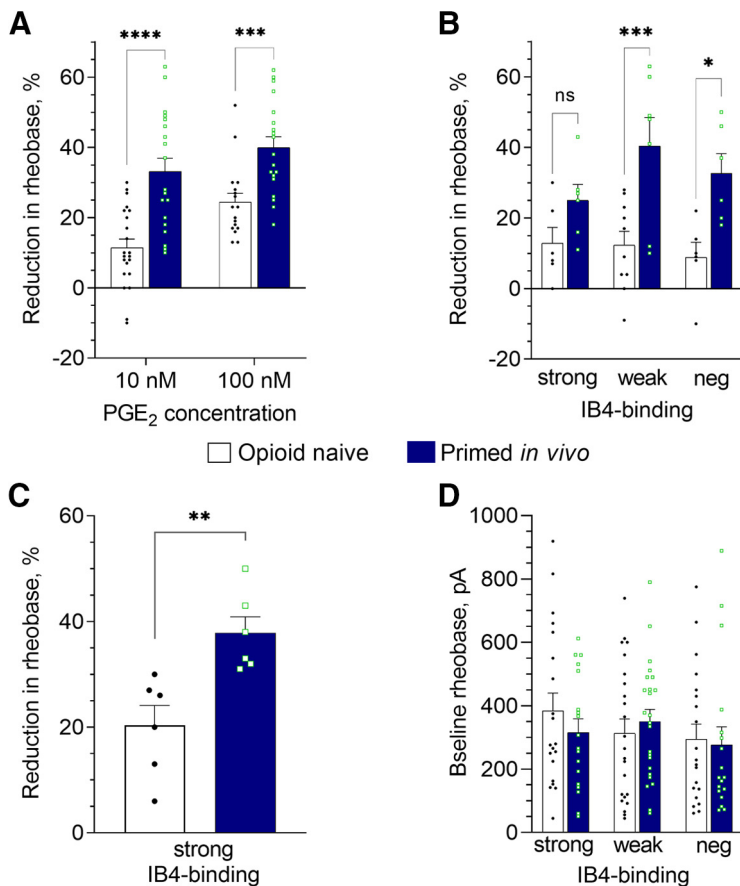 A
Reduction in rheobase, %
60
40
20
0
-20
****
***
10 nM
100 nM
PGE₂ concentration
B
Reduction in rheobase, %
60
40
20
0
-20
ns
***
*
strong
weak
neg
IB4-binding
Opioid naive
Primed in vivo
C
Reduction in rheobase, %
60
40
20
0
**
strong
IB4-binding
D
Bseline rheobase, pA
1000
800
600
400
200
0
strong
weak
neg
IB4-binding